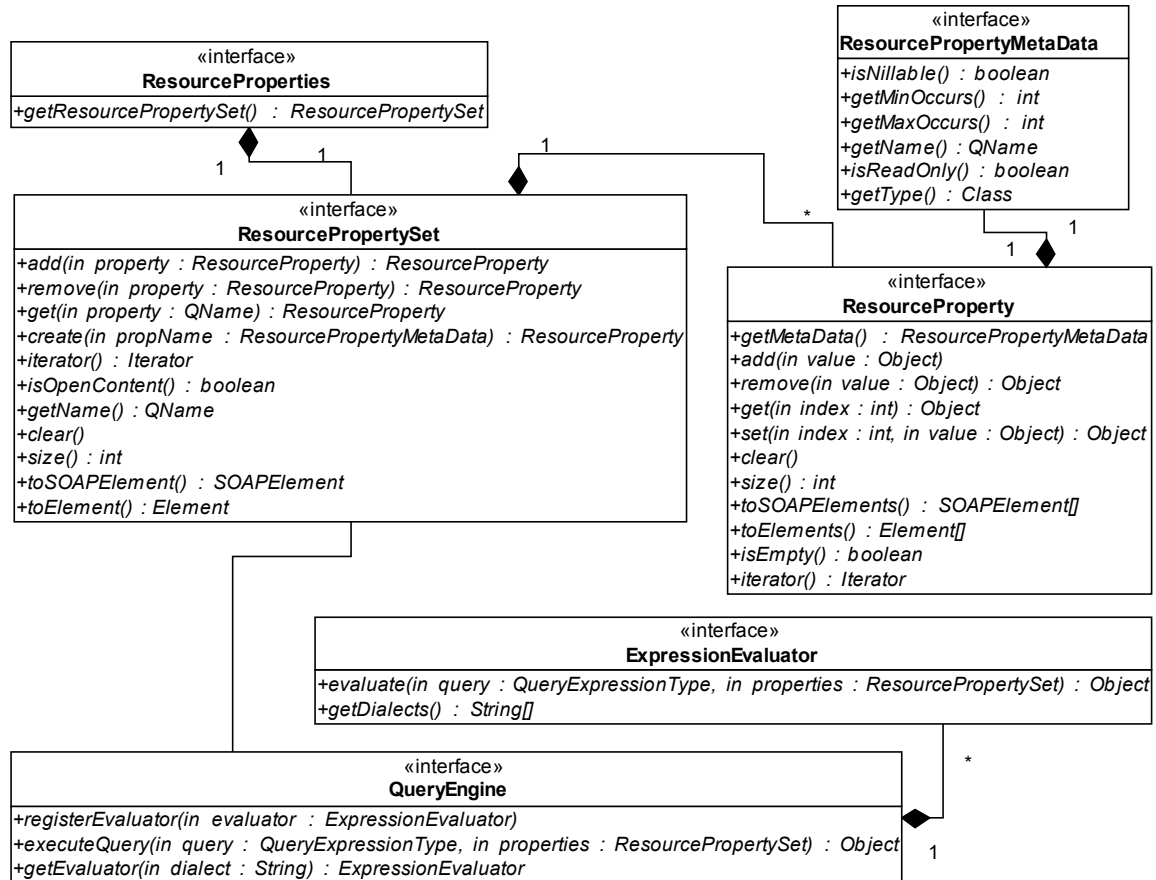 «interface»
ResourceProperties
+getResourcePropertySet() : ResourcePropertySet
1
1
«interface»
ResourcePropertyMetaData
+isNillable() : boolean
+getMinOccurs() : int
+getMaxOccurs() : int
+getName() : QName
+isReadOnly() : boolean
+getType() : Class
1
1
1
*
«interface»
ResourcePropertySet
+add(in property : ResourceProperty) : ResourceProperty
+remove(in property : ResourceProperty) : ResourceProperty
+get(in property : QName) : ResourceProperty
+create(in propName : ResourcePropertyMetaData) : ResourceProperty
+iterator() : Iterator
+isOpenContent() : boolean
+getName() : QName
+clear()
+size() : int
+toSOAPElement() : SOAPElement
+toElement() : Element
«interface»
ResourceProperty
+getMetaData() : ResourcePropertyMetaData
+add(in value : Object)
+remove(in value : Object) : Object
+get(in index : int) : Object
+set(in index : int, in value : Object) : Object
+clear()
+size() : int
+toSOAPElements() : SOAPElement[]
+toElements() : Element[]
+isEmpty() : boolean
+iterator() : Iterator
«interface»
ExpressionEvaluator
+evaluate(in query : QueryExpressionType, in properties : ResourcePropertySet) : Object
+getDialects() : String[]
*
«interface»
QueryEngine
+registerEvaluator(in evaluator : ExpressionEvaluator)
+executeQuery(in query : QueryExpressionType, in properties : ResourcePropertySet) : Object
+getEvaluator(in dialect : String) : ExpressionEvaluator
1